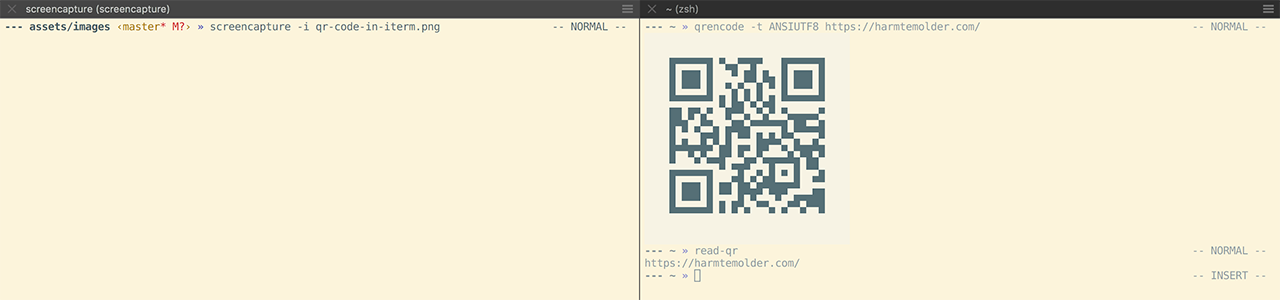 screencapture (screencapture)
--- assets/images ‹master* M?› » screencapture -i qr-code-in-iterm.png -- NORMAL --
~ (zsh)
--- ~ » qrencode -t ANSIUTF8 https://harmtemolder.com/ -- NORMAL --
--- ~ » read-qr -- NORMAL --
https://harmtemolder.com/
--- ~ » -- INSERT --